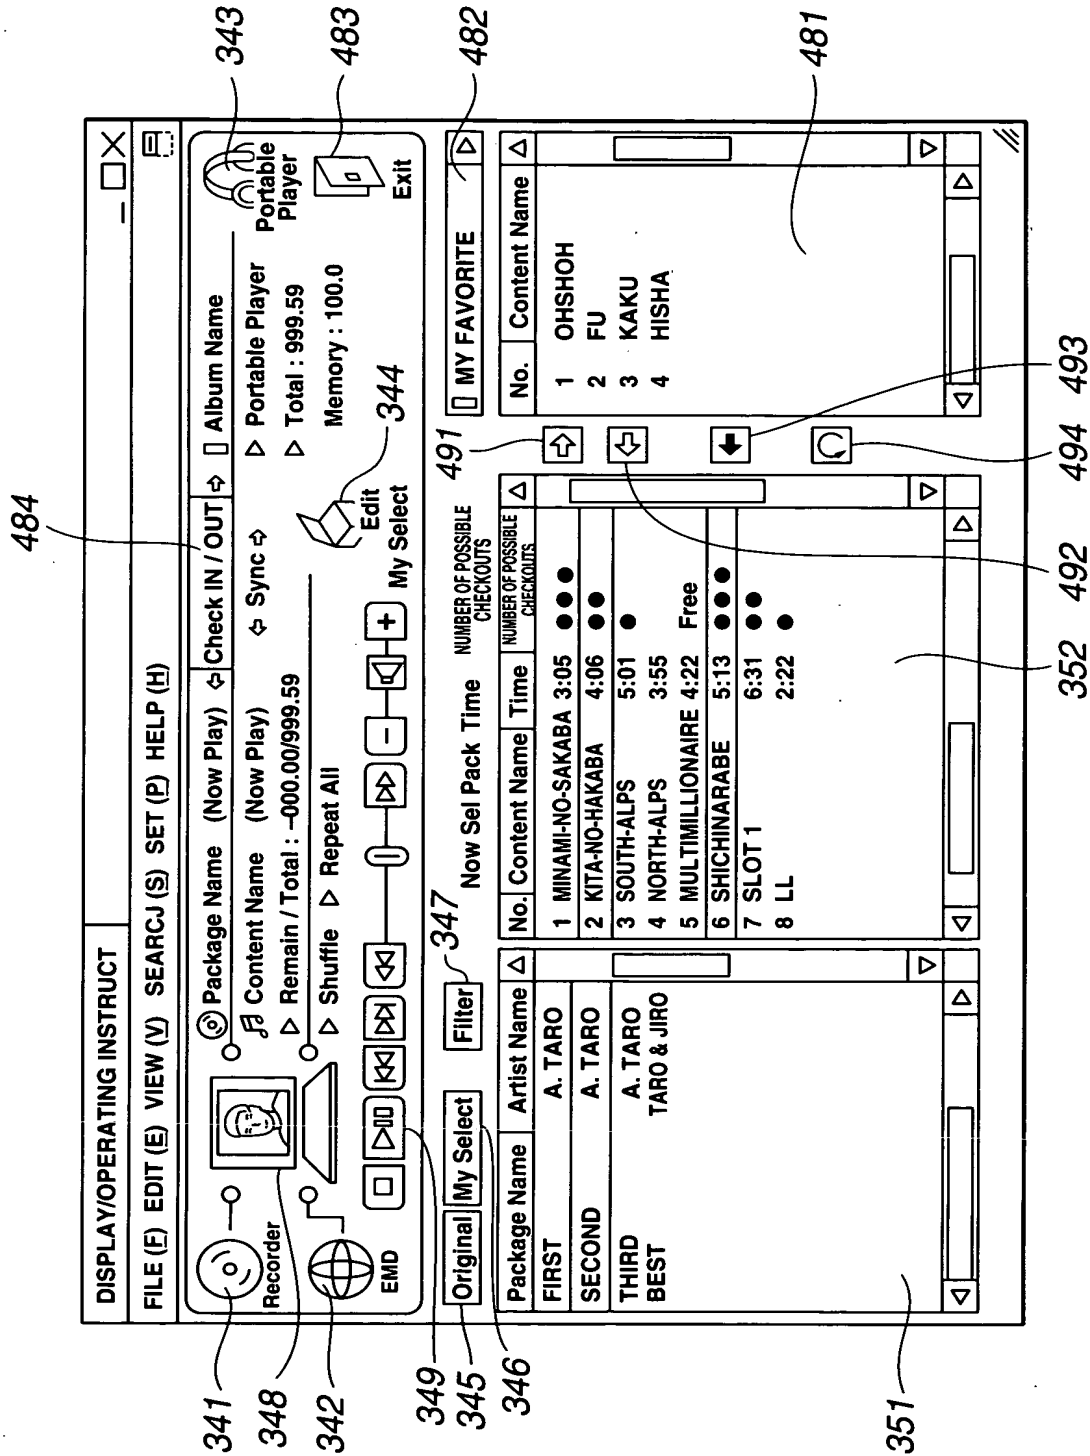 484
343
483
482
481
DISPLAY/OPERATING INSTRUCT
FILE (F) EDIT (E) VIEW (V) SEARCJ (S) SET (P) HELP (H)
Package Name (Now Play) Check IN / OUT Album Name
Content Name (Now Play) Sync Portable Player
Remain / Total : –000.00/999.59 Total : 999.59
Shuffle Repeat All Memory : 100.0
Recorder
EMD
Edit
My Select
Portable
Player
Exit
341
348
342
349
345
346
347
344
491
Original My Select Filter
Now Sel Pack Time NUMBER OF POSSIBLE
CHECKOUTS
MY FAVORITE
Package Name Artist Name
FIRST A. TARO
SECOND A. TARO
THIRD A. TARO
BEST TARO & JIRO
No. Content Name Time NUMBER OF POSSIBLE
CHECKOUTS
1 MINAMI-NO-SAKABA 3:05 ●●●
2 KITA-NO-HAKABA 4:06 ●●
3 SOUTH-ALPS 5:01 ●
4 NORTH-ALPS 3:55
5 MULTIMILLIONAIRE 4:22 Free
6 SHICHINARABE 5:13 ●●●
7 SLOT 1 6:31 ●●
8 LL 2:22 ●
No. Content Name
1 OHSHOH
2 FU
3 KAKU
4 HISHA
351
352
492
494
493